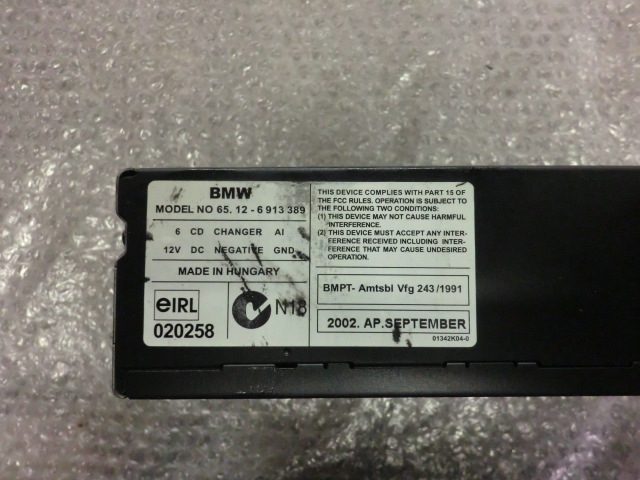 BMW
MODEL NO 65. 12 - 6 913 389
6 CD CHANGER AI
12V DC NEGATIVE GND
MADE IN HUNGARY
eIRL
020258
N18
THIS DEVICE COMPLIES WITH PART 15 OF
THE FCC RULES. OPERATION IS SUBJECT TO
THE FOLLOWING TWO CONDITIONS:
(1) THIS DEVICE MAY NOT CAUSE HARMFUL
INTERFERENCE.
(2) THIS DEVICE MUST ACCEPT ANY INTER-
FERENCE RECEIVED INCLUDING INTER-
FERENCE THAT MAY CAUSE UNDESIRED
OPERATION.
BMPT- Amtsbl Vfg 243 /1991
2002. AP.SEPTEMBER
01342K04-0